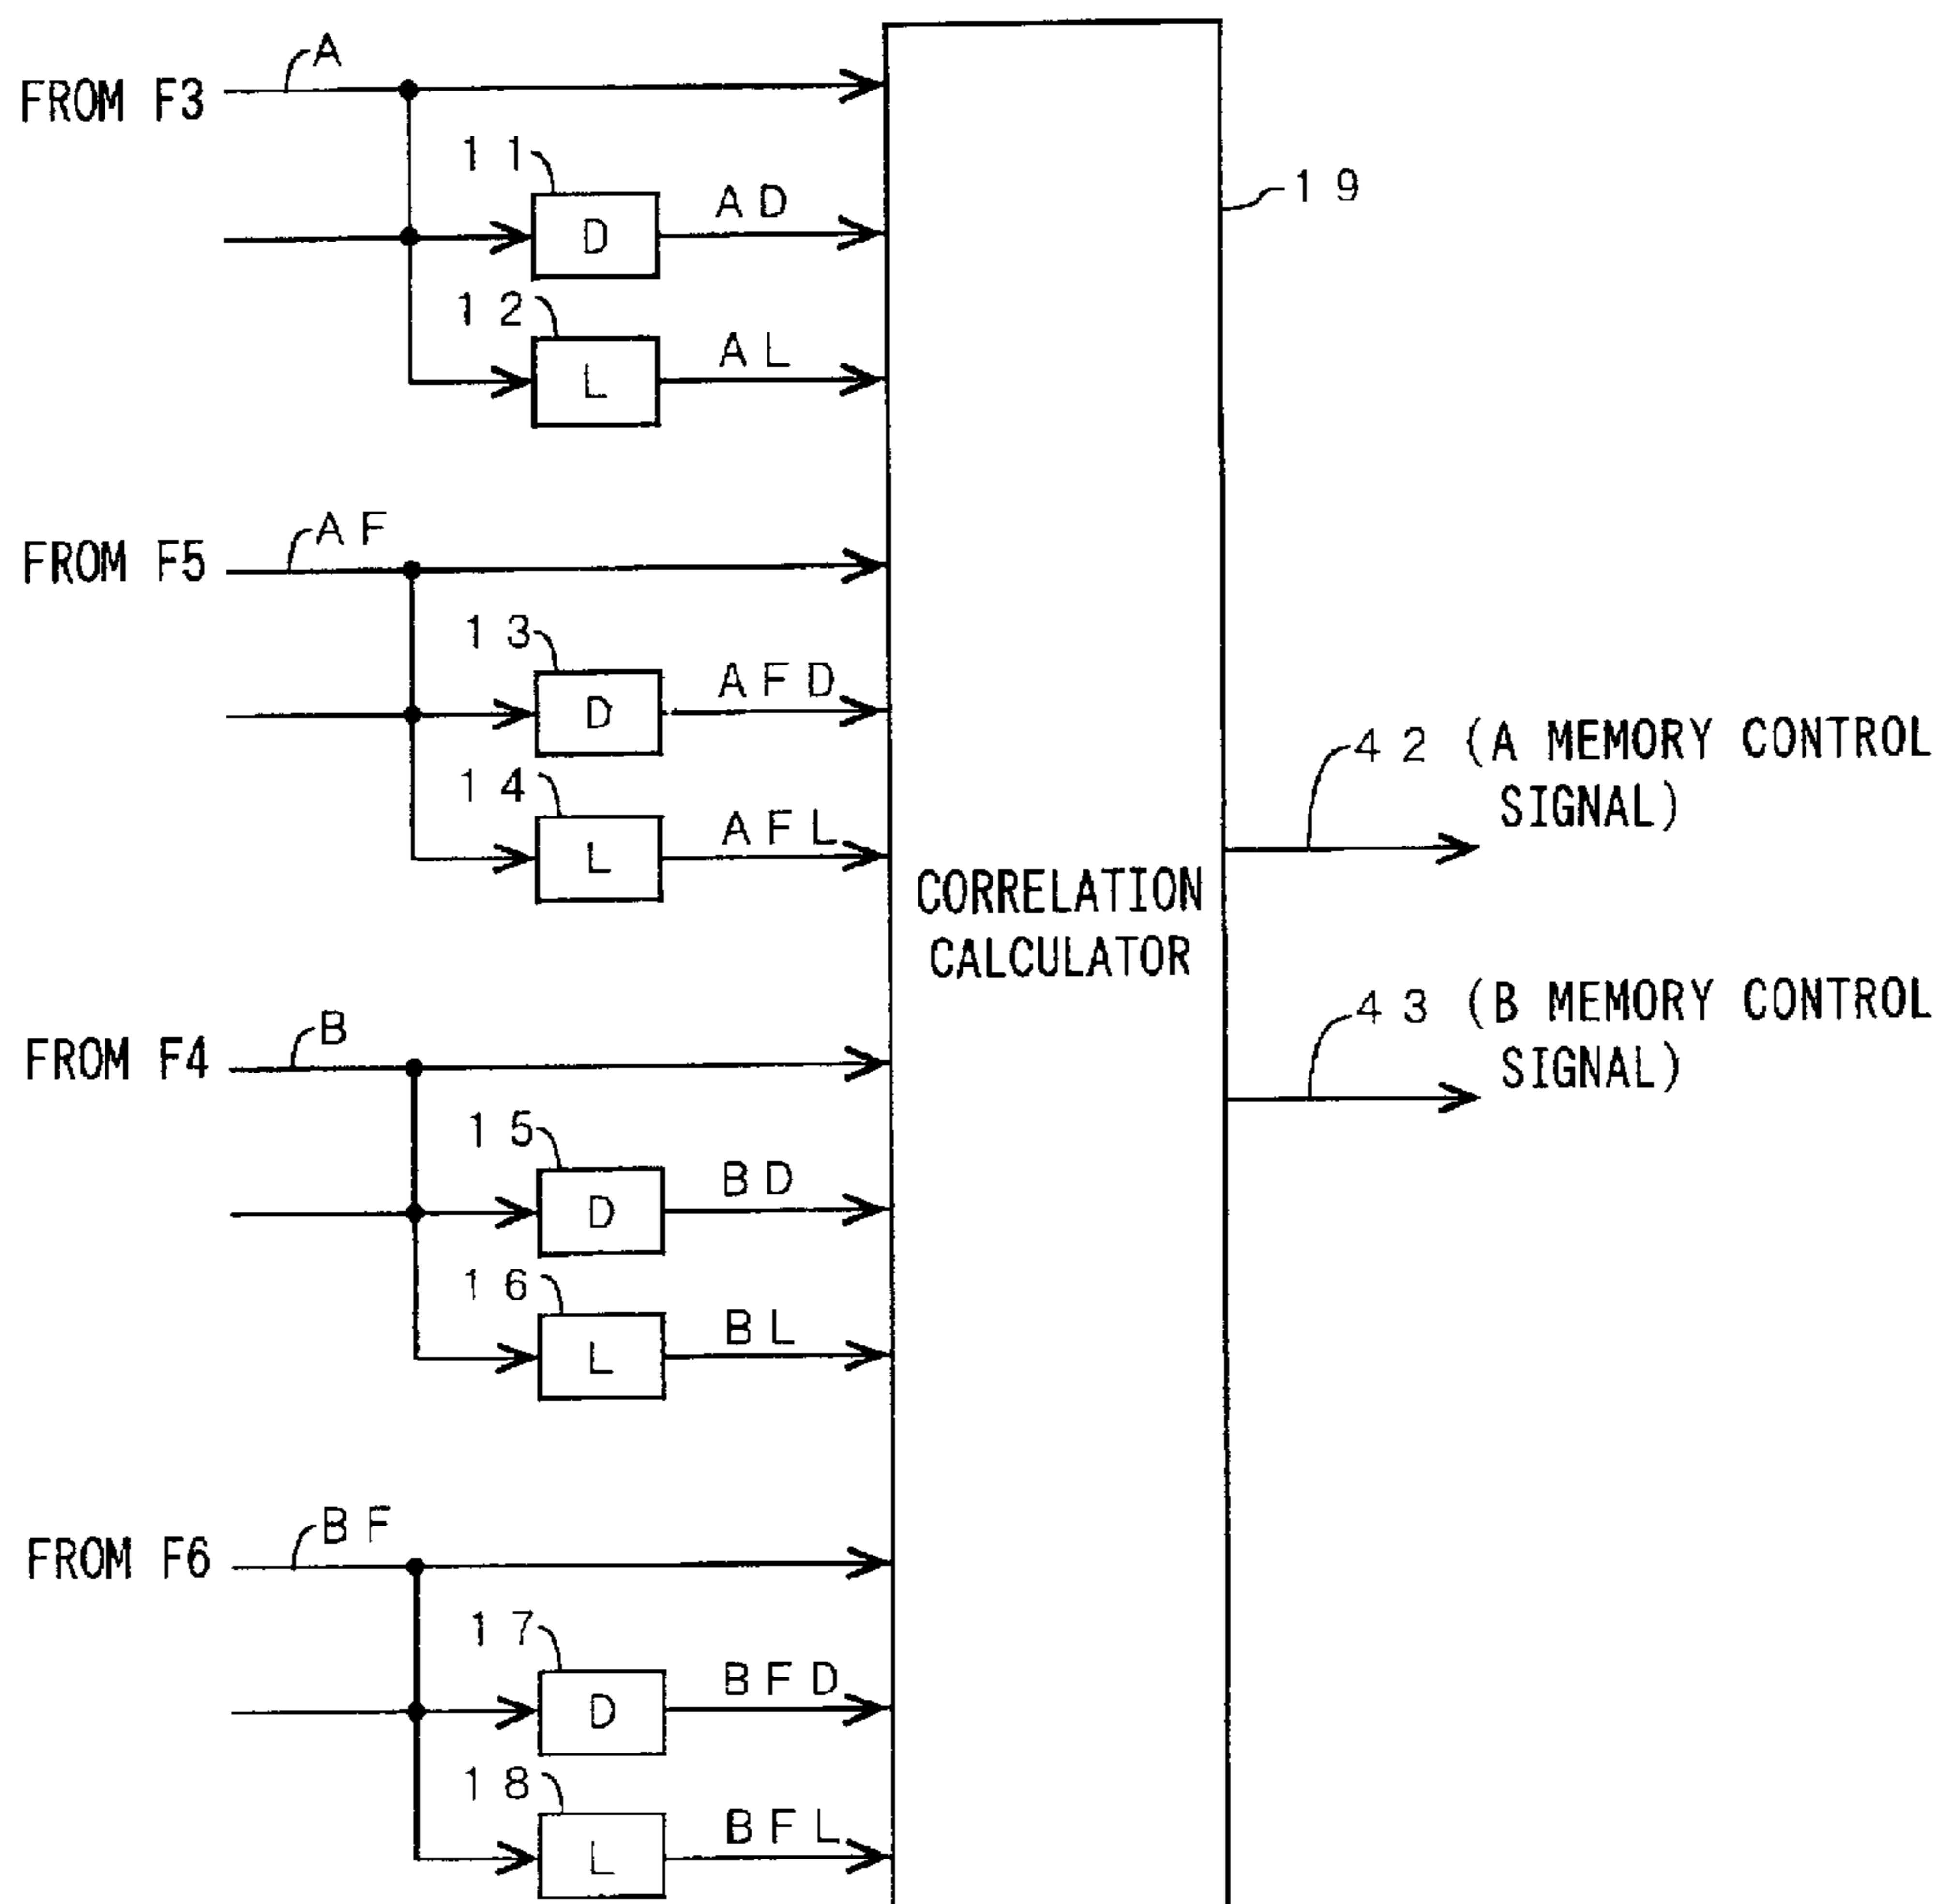 A
FROM F3
11
D
AD
12
L
AL
19
AF
FROM F5
13
D
AFD
14
L
AFL
CORRELATION
CALCULATOR
42 (A MEMORY CONTROL
SIGNAL)
43 (B MEMORY CONTROL
SIGNAL)
B
FROM F4
15
D
BD
16
L
BL
BF
FROM F6
17
D
BFD
18
L
BFL